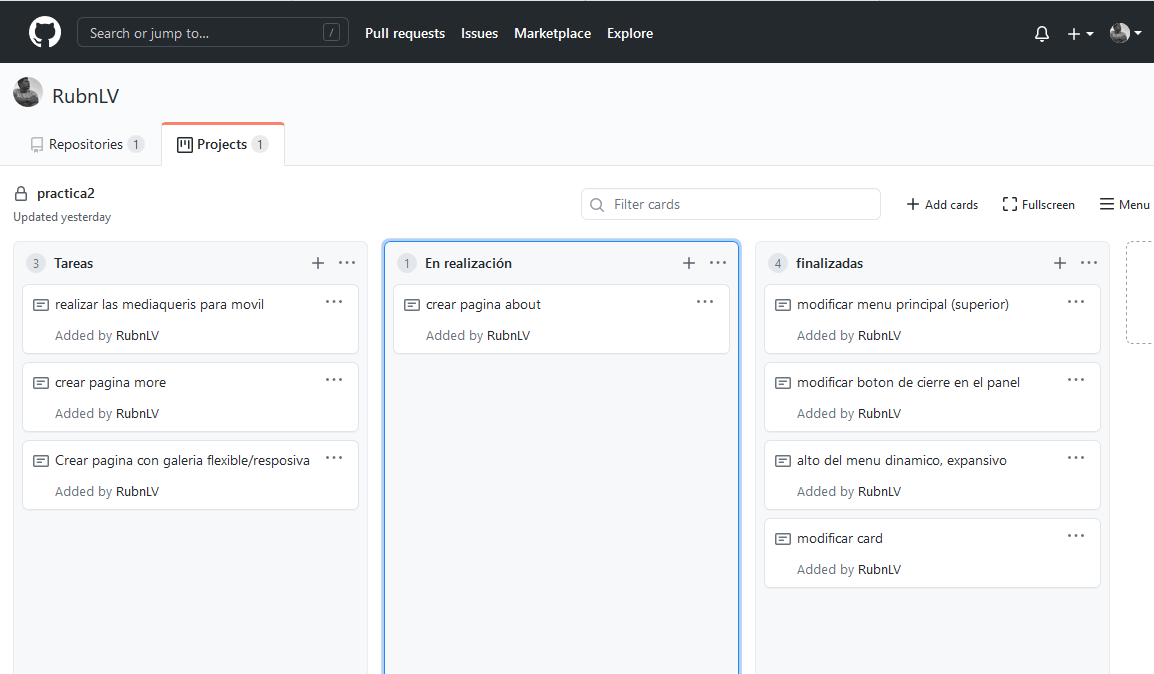 Search or jump to... /
Pull requests Issues Marketplace Explore
RubnLV
Repositories 1
Projects 1
practica2
Updated yesterday
Filter cards
Add cards
Fullscreen
Menu
3 Tareas
realizar las mediaqueris para movil
Added by RubnLV
crear pagina more
Added by RubnLV
Crear pagina con galeria flexible/resposiva
Added by RubnLV
1 En realización
crear pagina about
Added by RubnLV
4 finalizadas
modificar menu principal (superior)
Added by RubnLV
modificar boton de cierre en el panel
Added by RubnLV
alto del menu dinamico, expansivo
Added by RubnLV
modificar card
Added by RubnLV